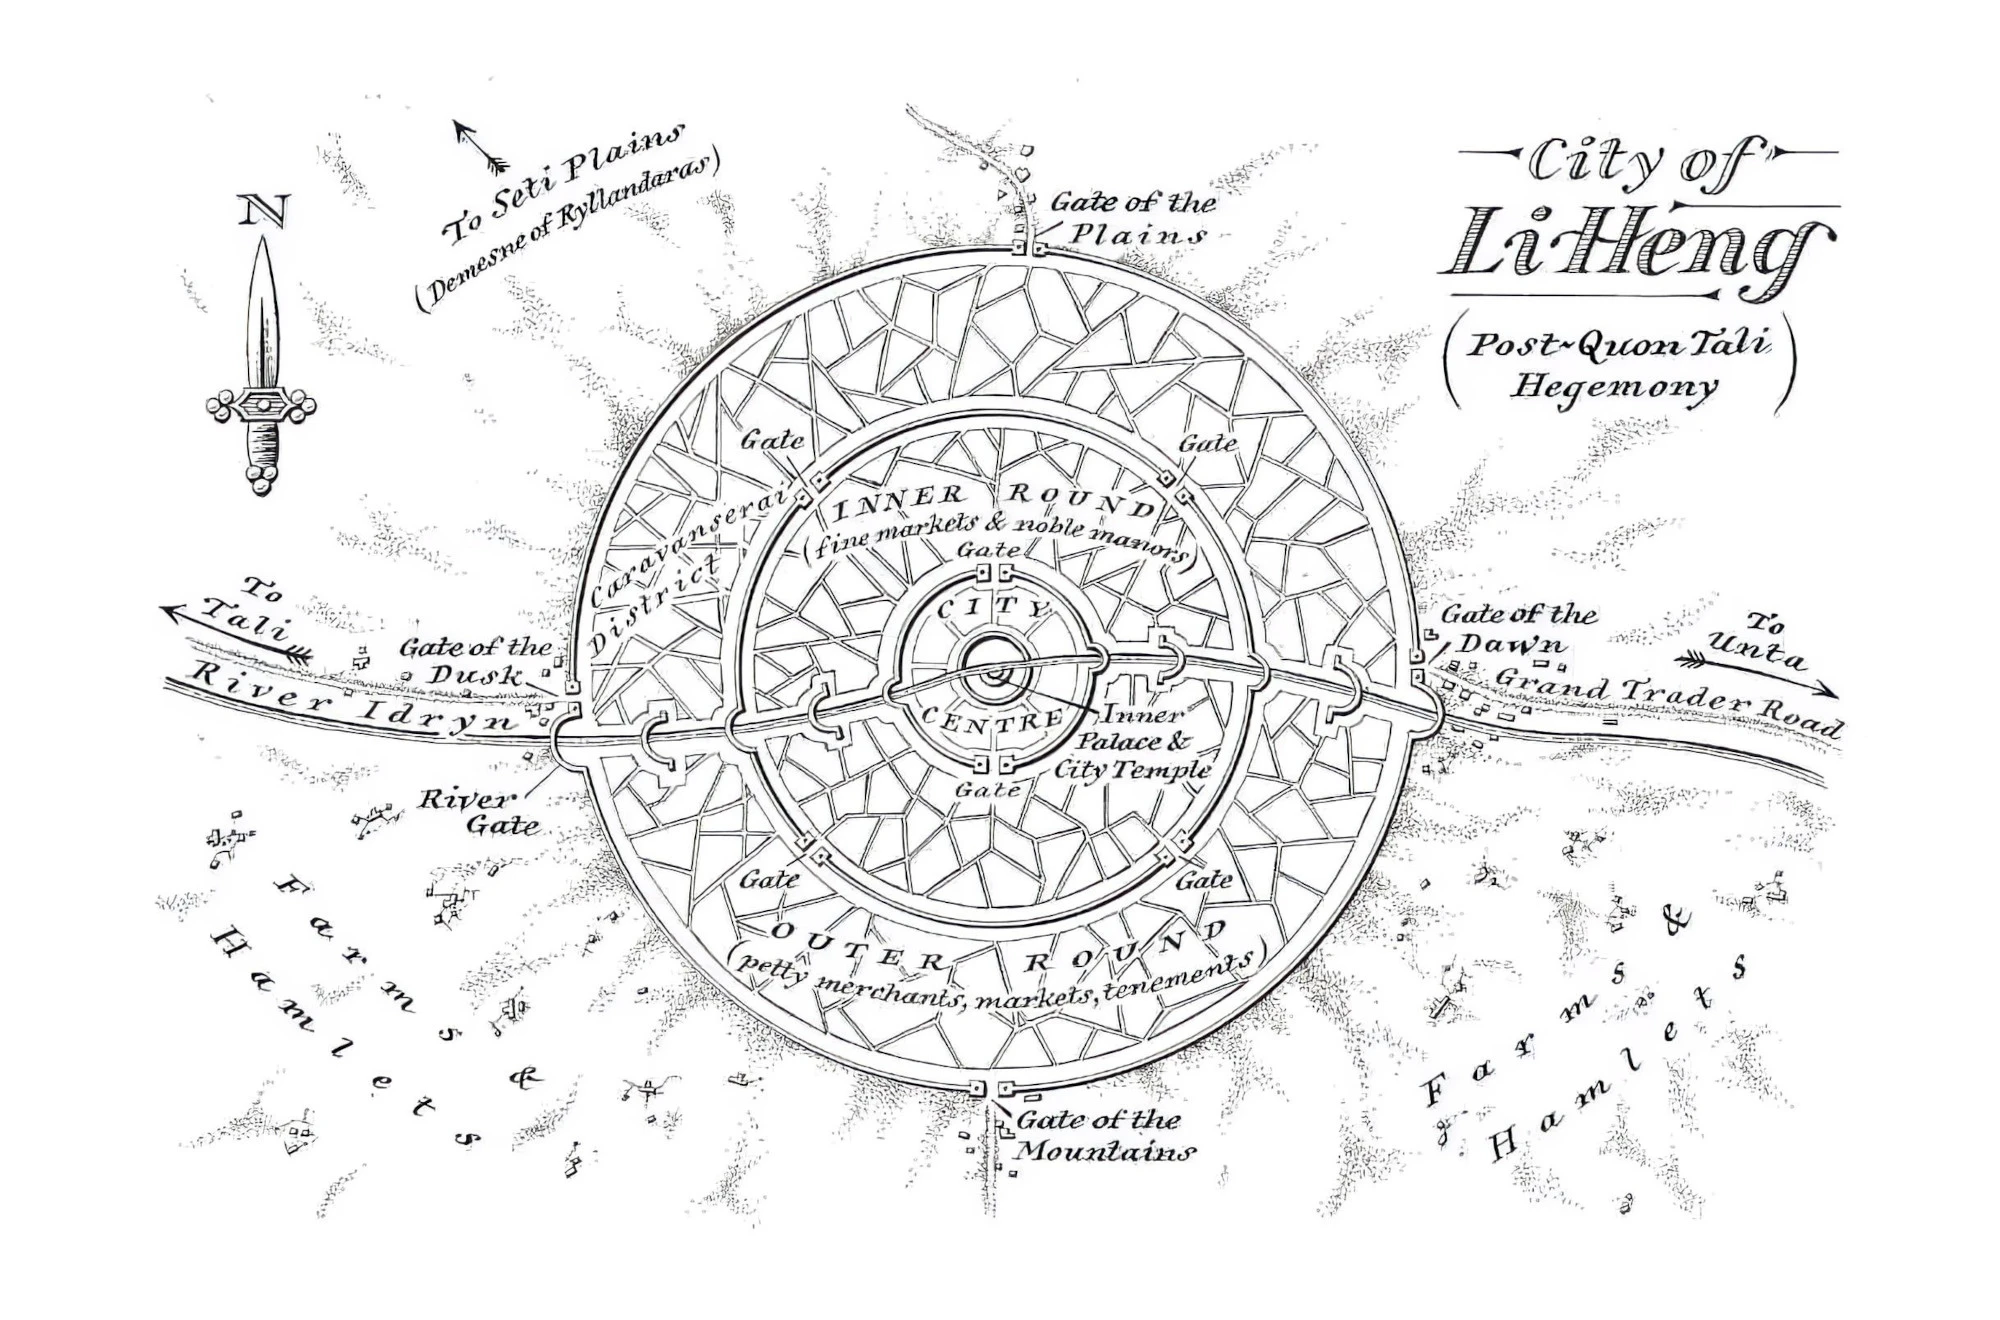 City of
Li Heng
(Post-Quon Tali
Hegemony)
N
To Seti Plains
(Demesne of Ryllandaras)
Gate of the
Plains
Gate
Gate
Caravanserai
District
INNER ROUND
(fine markets & noble manors)
Gate
CITY
CENTRE
Inner
Palace &
City Temple
Gate
To
Tali
Gate of the
Dusk
River Idryn
River
Gate
Gate of the
Dawn
To
Unta
Grand Trader Road
Gate
Gate
OUTER ROUND
(petty merchants, markets, tenements)
Gate of the
Mountains
Farms &
Hamlets
Farms &
Hamlets